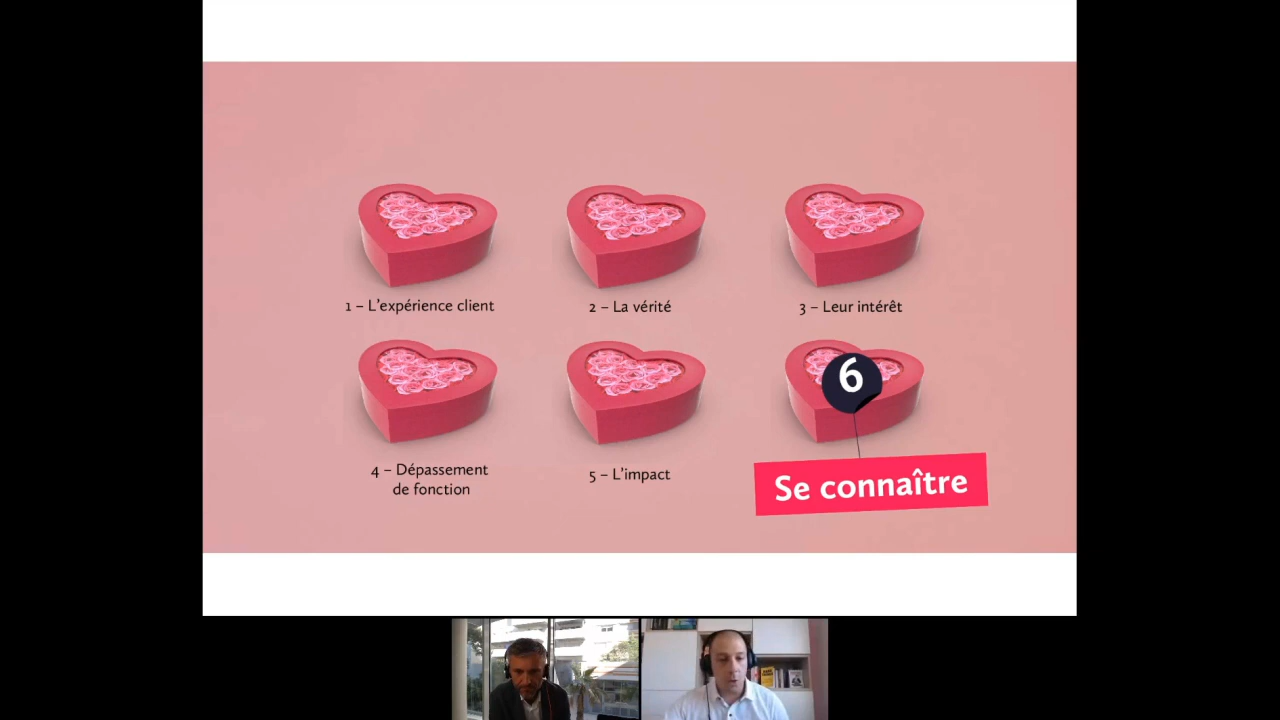 1 – L’expérience client
2 – La vérité
3 – Leur intérêt
6
4 – Dépassement
de fonction
5 – L’impact
Se connaître